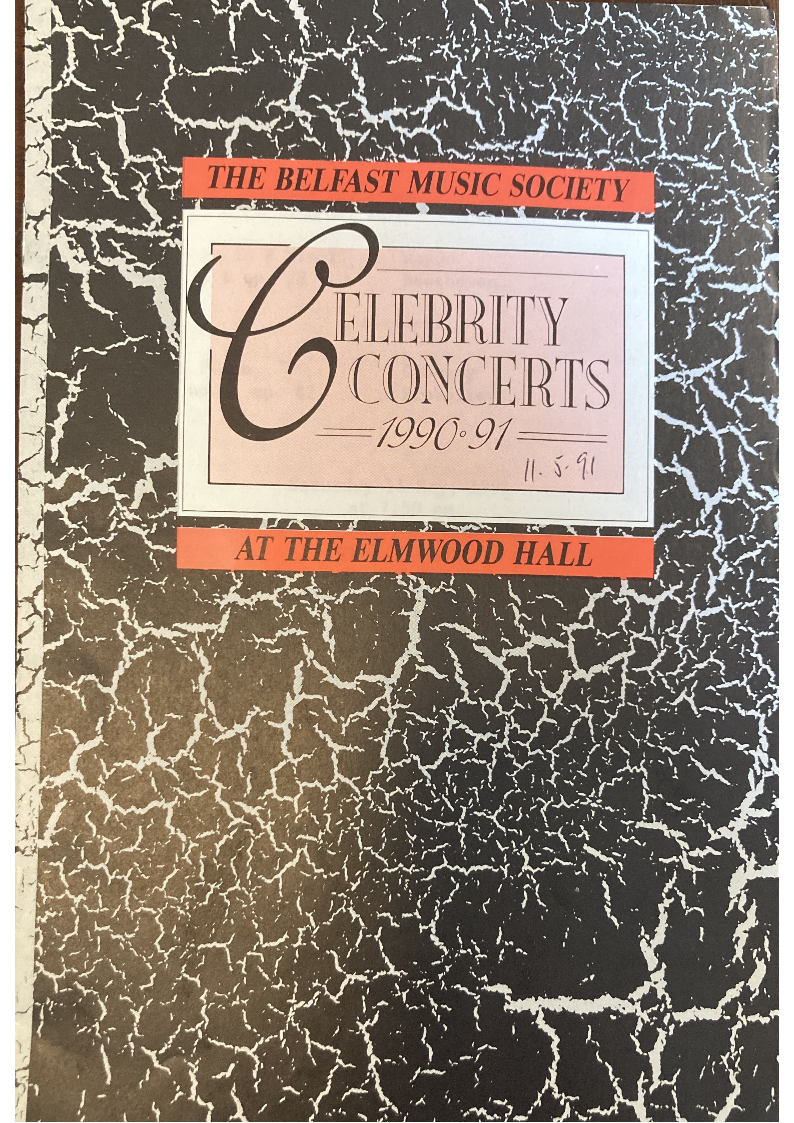 THE BELFAST MUSIC SOCIETY
CELEBRITY
CONCERTS
1990·91
11.5.91
AT THE ELMWOOD HALL